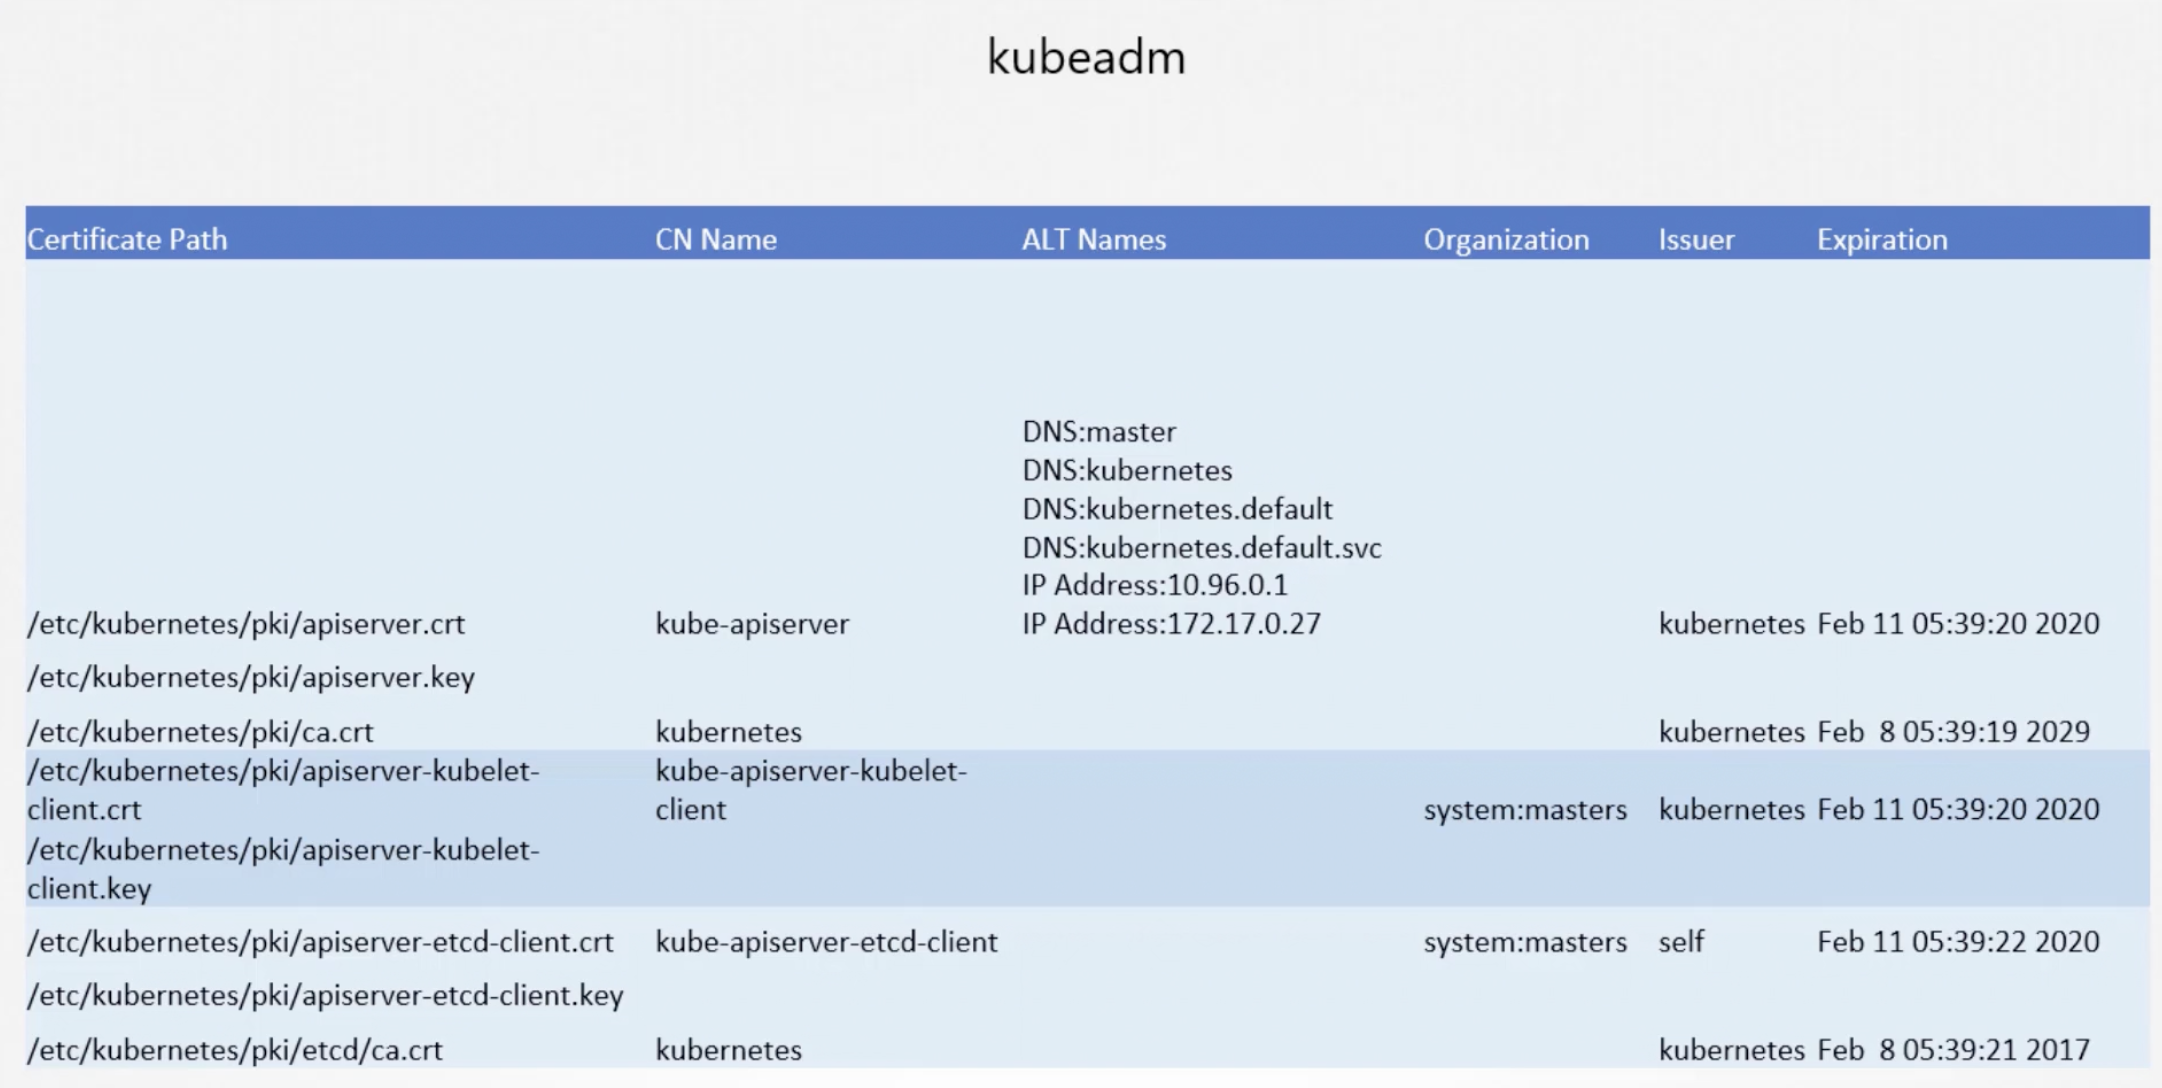 kubeadm
Certificate Path CN Name ALT Names Organization Issuer Expiration
DNS:master
DNS:kubernetes
DNS:kubernetes.default
DNS:kubernetes.default.svc
IP Address:10.96.0.1
/etc/kubernetes/pki/apiserver.crt kube-apiserver IP Address:172.17.0.27 kubernetes Feb 11 05:39:20 2020
/etc/kubernetes/pki/apiserver.key
/etc/kubernetes/pki/ca.crt kubernetes kubernetes Feb 8 05:39:19 2029
/etc/kubernetes/pki/apiserver-kubelet- kube-apiserver-kubelet-
client.crt client system:masters kubernetes Feb 11 05:39:20 2020
/etc/kubernetes/pki/apiserver-kubelet-
client.key
/etc/kubernetes/pki/apiserver-etcd-client.crt kube-apiserver-etcd-client system:masters self Feb 11 05:39:22 2020
/etc/kubernetes/pki/apiserver-etcd-client.key
/etc/kubernetes/pki/etcd/ca.crt kubernetes kubernetes Feb 8 05:39:21 2017